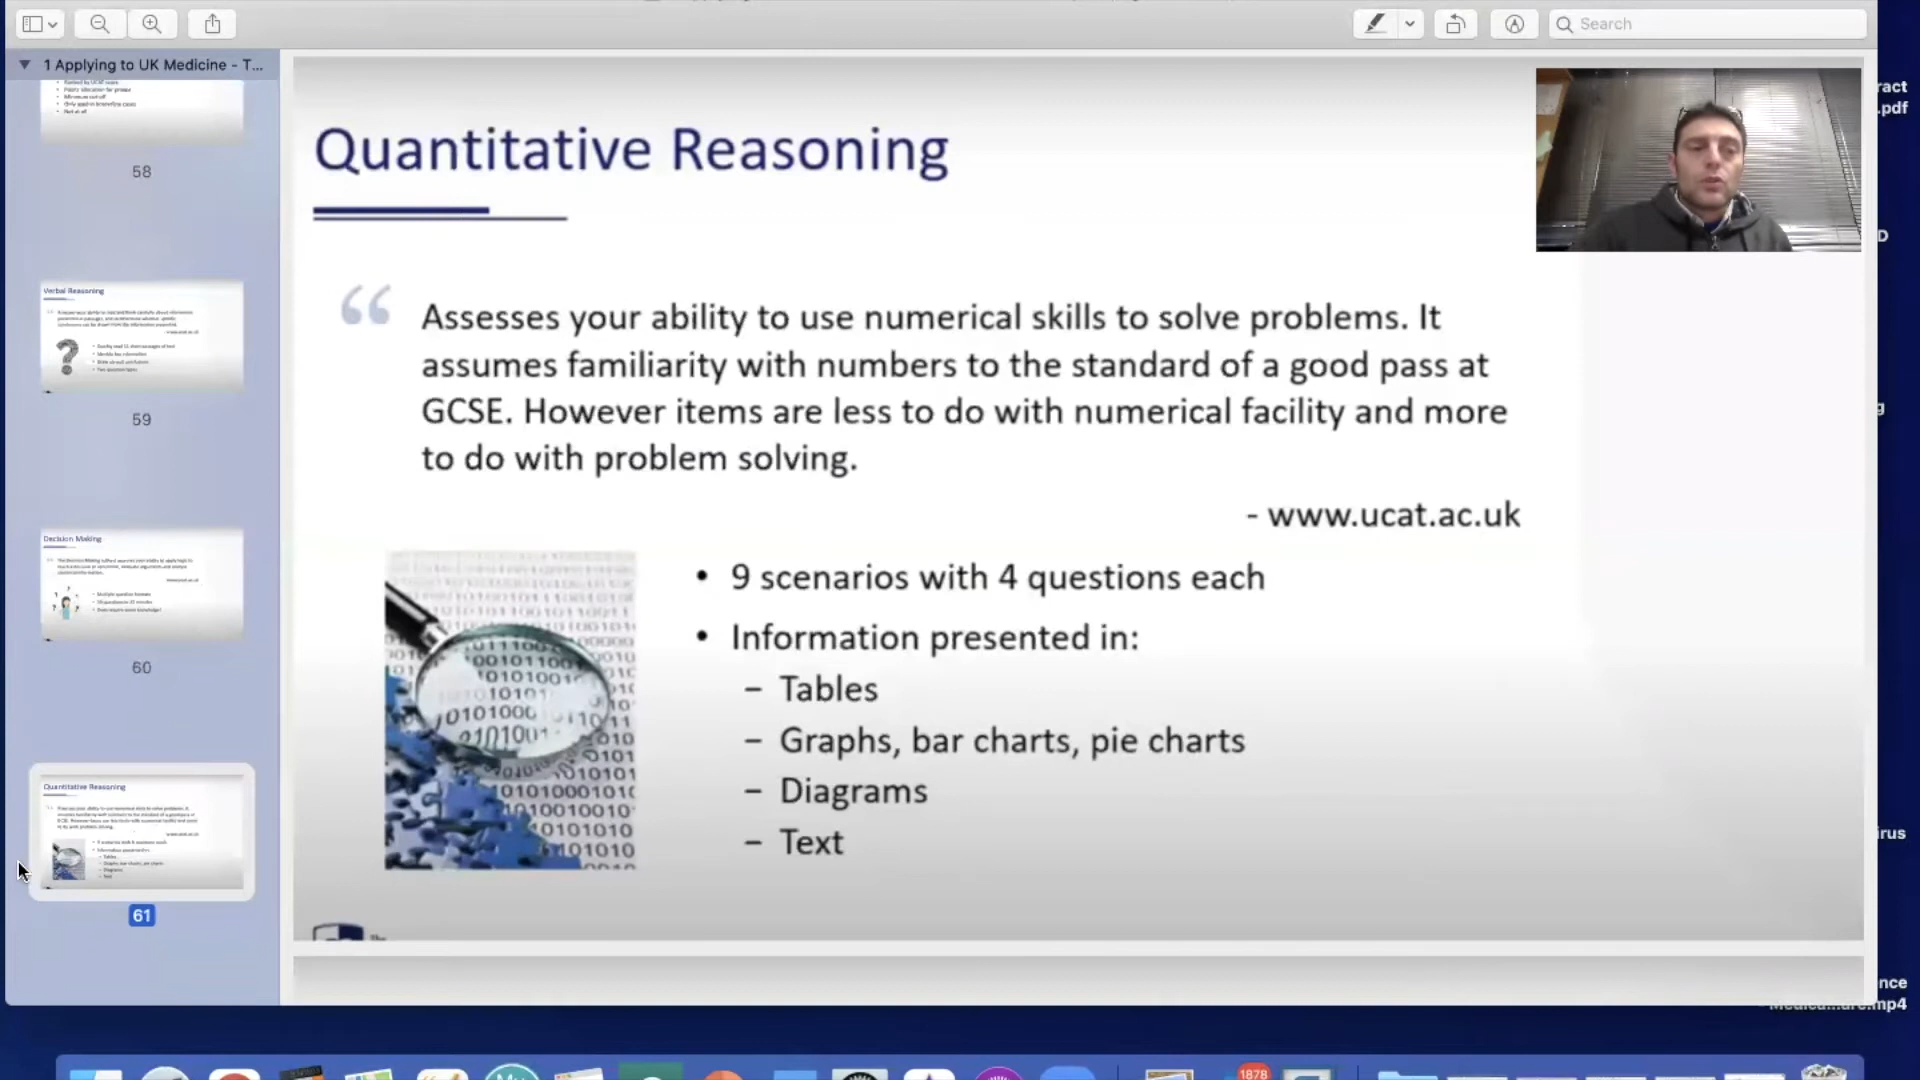 Search
1 Applying to UK Medicine - T...
58
Verbal Reasoning
59
Decision Making
60
Quantitative Reasoning
61
Quantitative Reasoning
“ Assesses your ability to use numerical skills to solve problems. It
assumes familiarity with numbers to the standard of a good pass at
GCSE. However items are less to do with numerical facility and more
to do with problem solving.
- www.ucat.ac.uk
• 9 scenarios with 4 questions each
• Information presented in:
– Tables
– Graphs, bar charts, pie charts
– Diagrams
– Text
ract
.pdf
D
g
irus
nce
.mp4
1878